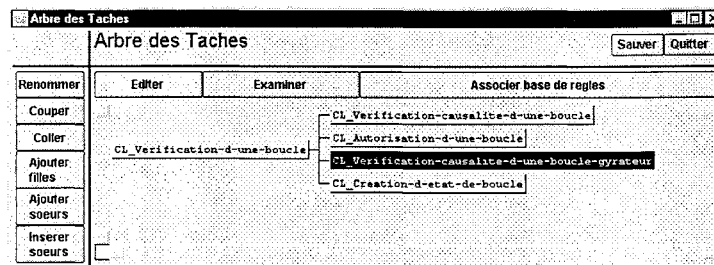 Arbre des Taches
Arbre des Taches
Sauver Quitter
Renommer Editer Examiner Associer base de regles
Couper
Coller
Ajouter
filles
Ajouter
soeurs
Inserer
soeurs
CL_Verification-d-une-boucle
CL_Verification-causalite-d-une-boucle
CL_Autorisation-d-une-boucle
CL_Verification-causalite-d-une-boucle-gyrateur
CL_Creation-d-etat-de-boucle